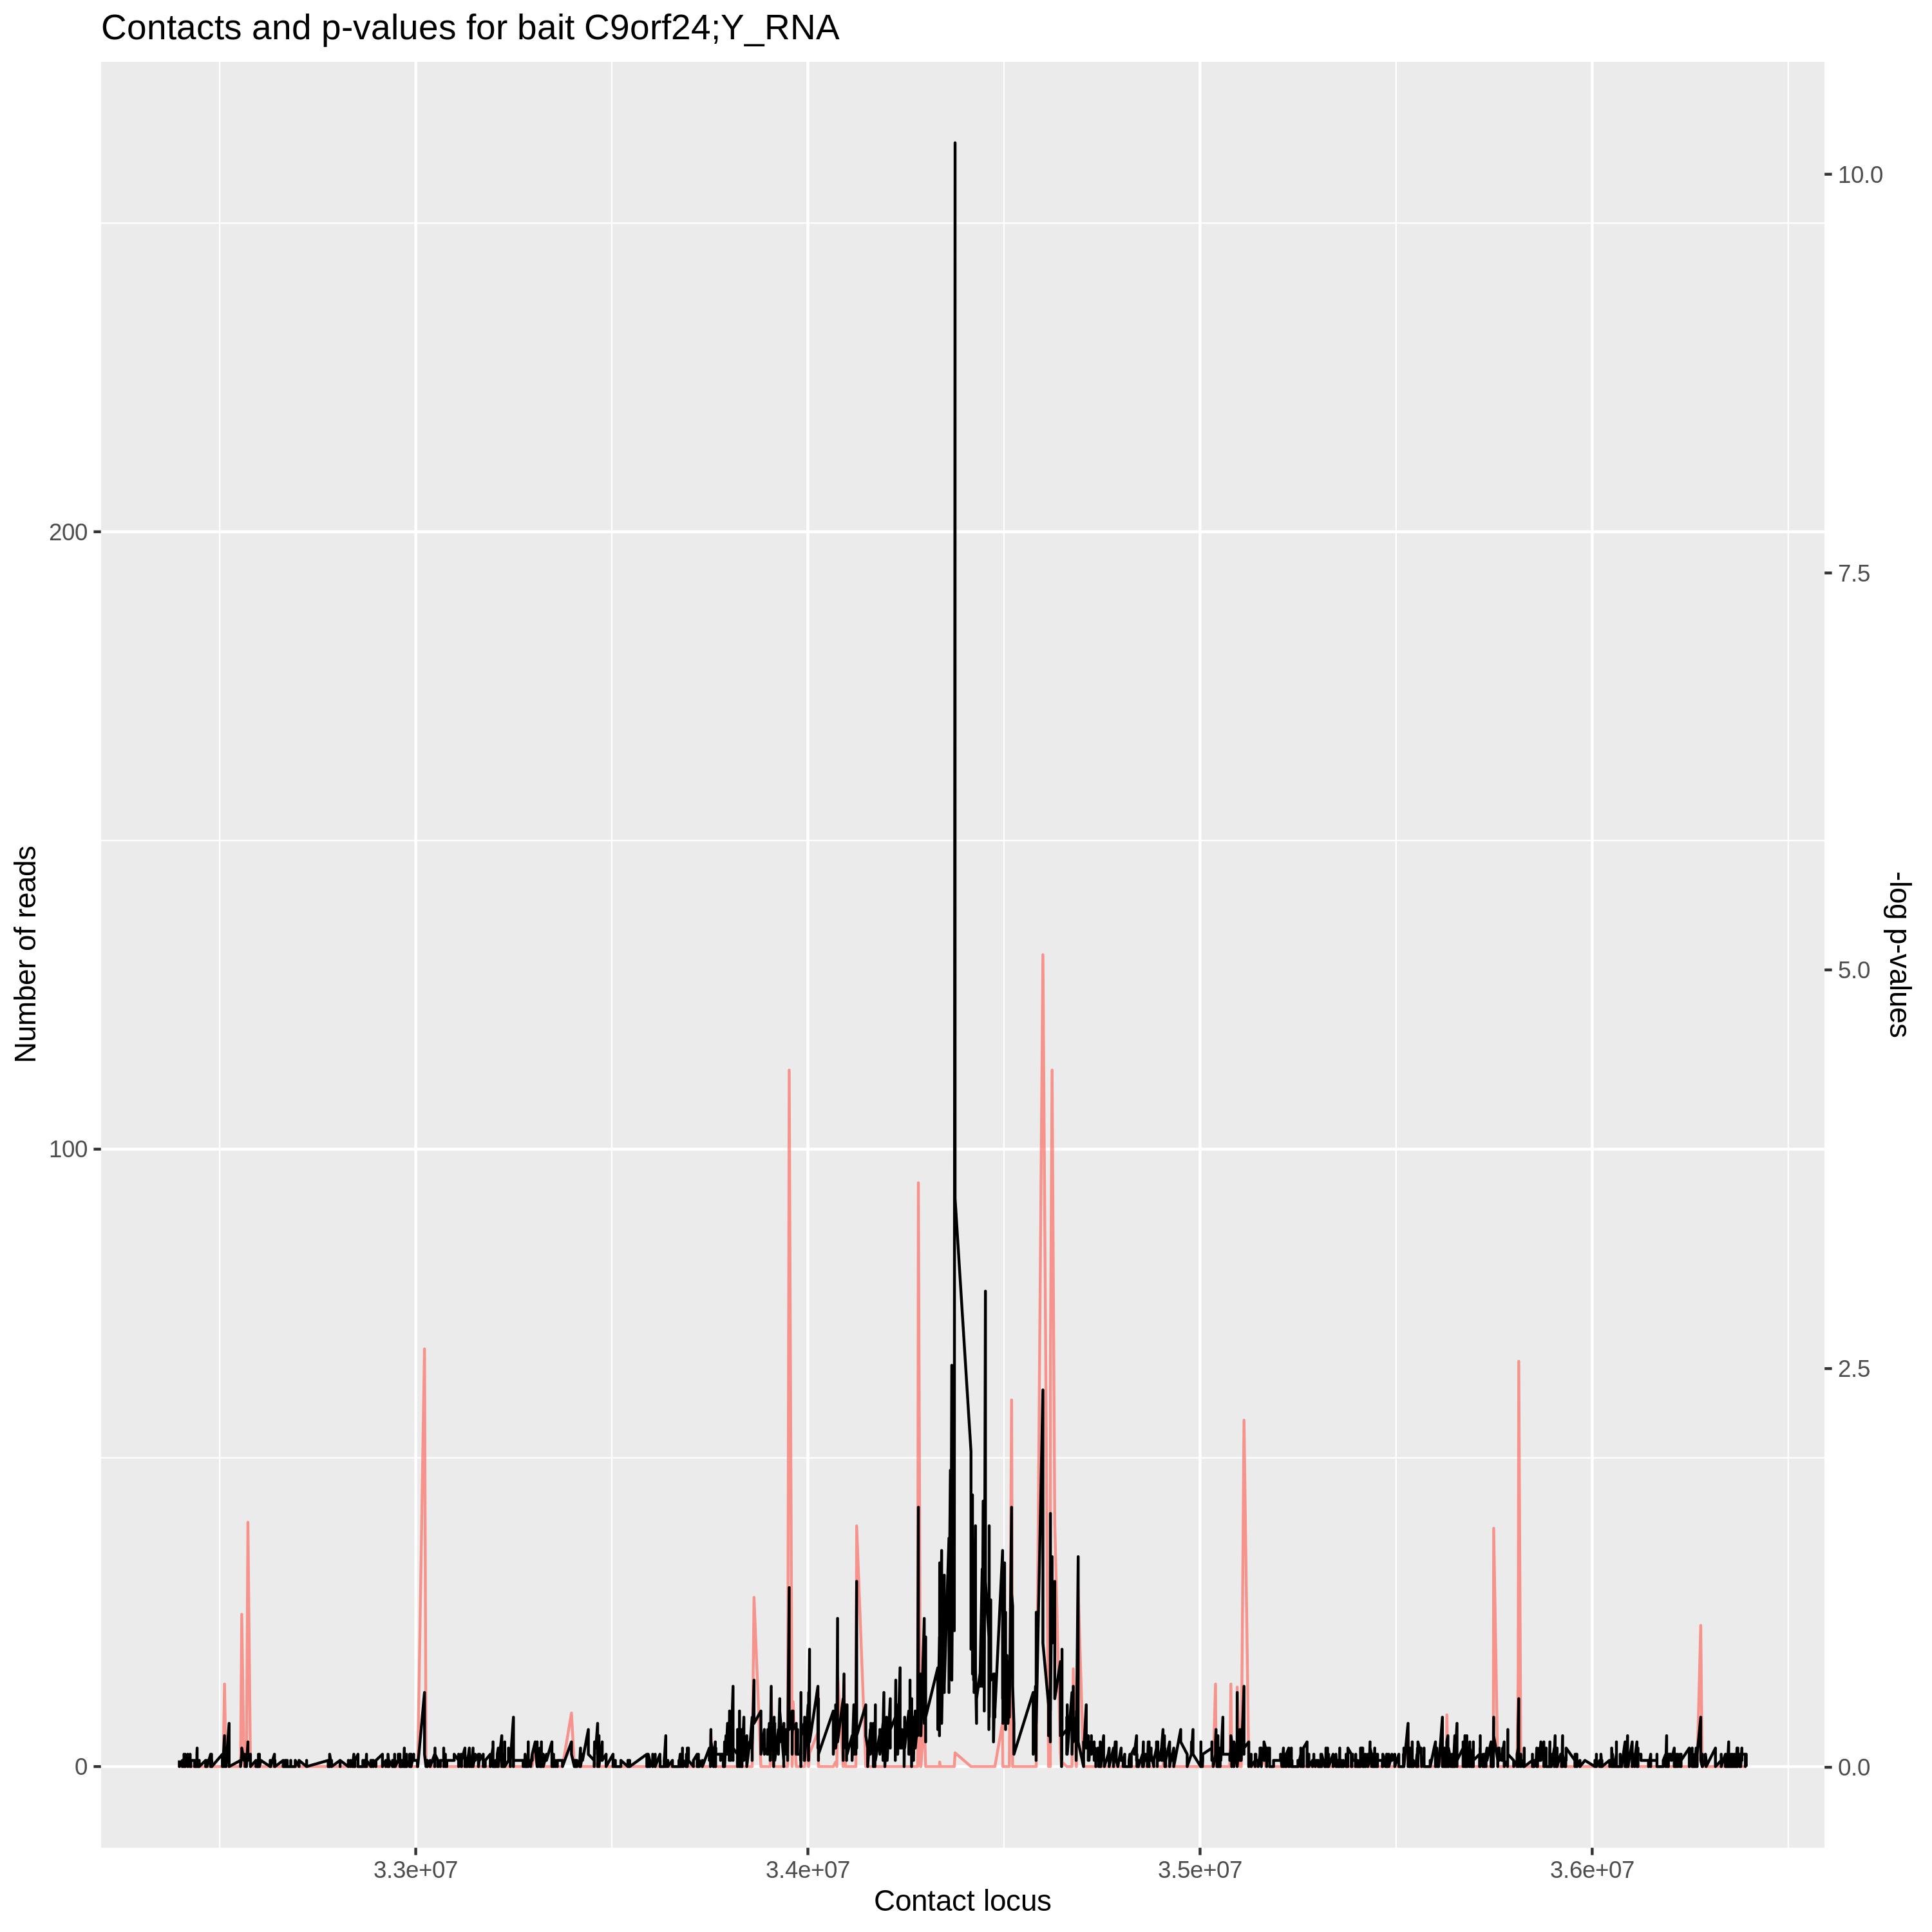 Contacts and p-values for bait C9orf24;Y_RNA
Number of reads
200
100
0
10.0
7.5
5.0
2.5
0.0
-log p-values
3.3e+07
3.4e+07
3.5e+07
3.6e+07
Contact locus